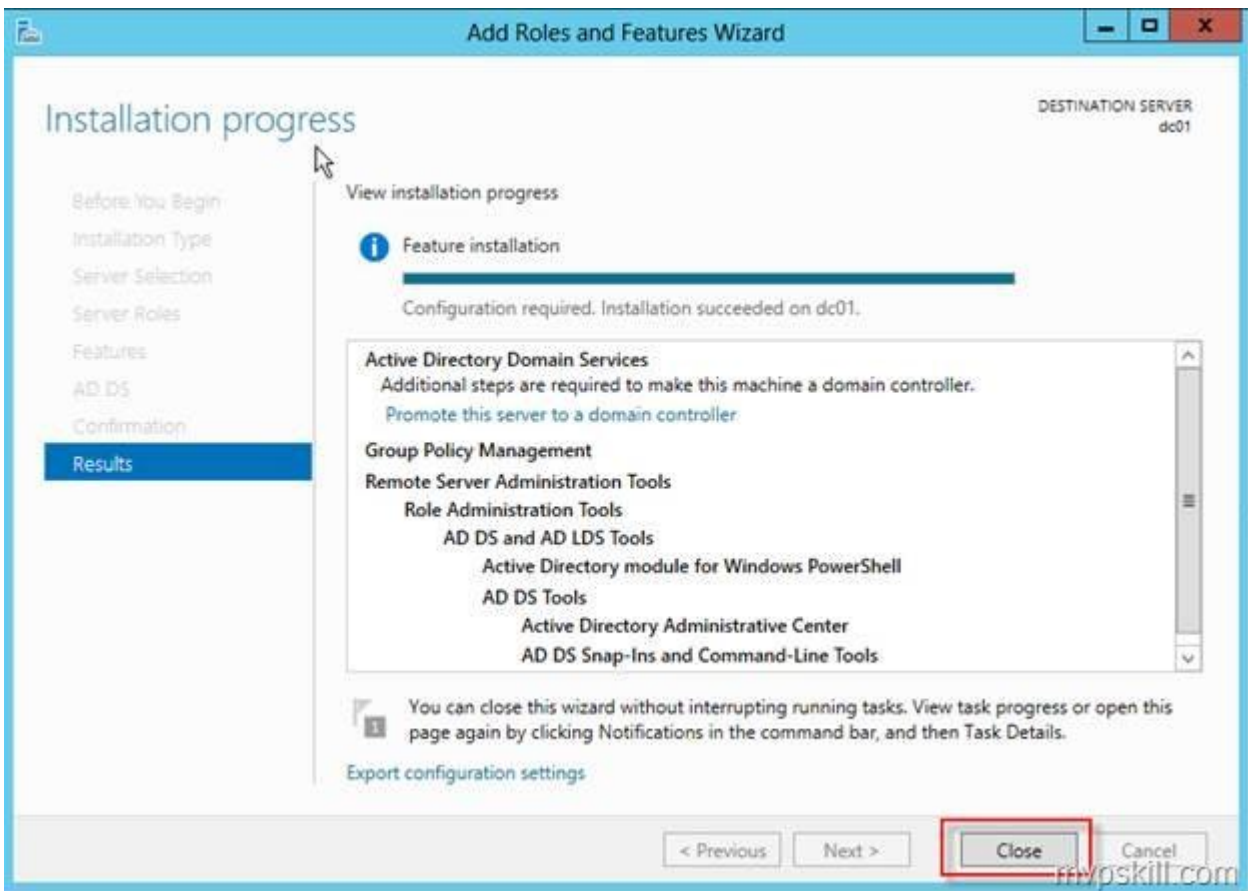 Add Roles and Features Wizard
Installation progress
DESTINATION SERVER
dc01
Before You Begin
Installation Type
Server Selection
Server Roles
Features
AD DS
Confirmation
Results
View installation progress
Feature installation
Configuration required. Installation succeeded on dc01.
Active Directory Domain Services
Additional steps are required to make this machine a domain controller.
Promote this server to a domain controller
Group Policy Management
Remote Server Administration Tools
Role Administration Tools
AD DS and AD LDS Tools
Active Directory module for Windows PowerShell
AD DS Tools
Active Directory Administrative Center
AD DS Snap-Ins and Command-Line Tools
1
You can close this wizard without interrupting running tasks. View task progress or open this
page again by clicking Notifications in the command bar, and then Task Details.
Export configuration settings
< Previous
Next >
Close
Cancel
mvpskill.com